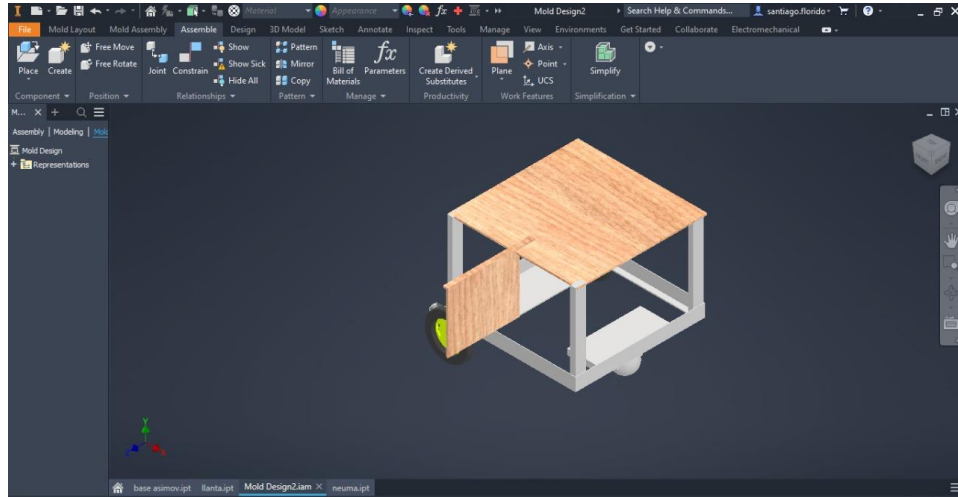 Material Appearance Mold Design2 Search Help & Commands... santiago.florido
File Mold Layout Mold Assembly Assemble Design 3D Model Sketch Annotate Inspect Tools Manage View Environments Get Started Collaborate Electromechanical
Place Create Free Move Free Rotate Joint Constrain Show Show Sick Hide All Pattern Mirror Copy Bill of Materials fx Parameters Create Derived Substitutes Plane Axis Point UCS Simplify
Component Position Relationships Pattern Manage Productivity Work Features Simplification
M...
Assembly | Modeling | Mold
Mold Design
Representations
Y
base asimov.ipt llanta.ipt Mold Design2.iam neuma.ipt